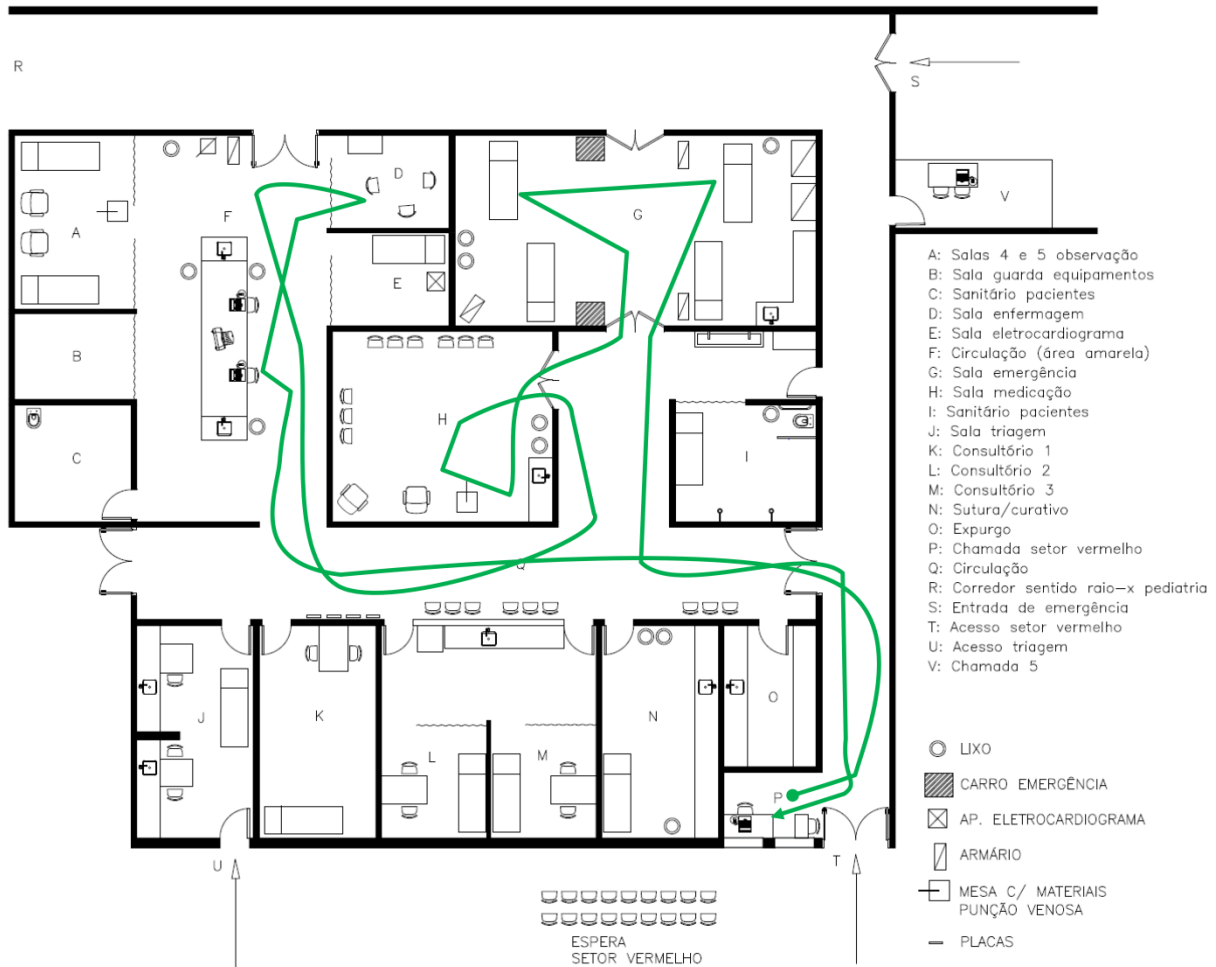 R
S
D
F
G
V
A
E
B
H
C
I
Q
J
K
L
M
N
O
P
U
T
A: Salas 4 e 5 observação
B: Sala guarda equipamentos
C: Sanitário pacientes
D: Sala enfermagem
E: Sala eletrocardiograma
F: Circulação (área amarela)
G: Sala emergência
H: Sala medicação
I: Sanitário pacientes
J: Sala triagem
K: Consultório 1
L: Consultório 2
M: Consultório 3
N: Sutura/curativo
O: Expurgo
P: Chamada setor vermelho
Q: Circulação
R: Corredor sentido raio-x pediatria
S: Entrada de emergência
T: Acesso setor vermelho
U: Acesso triagem
V: Chamada 5
LIXO
CARRO EMERGÊNCIA
AP. ELETROCARDIOGRAMA
ARMÁRIO
MESA C/ MATERIAIS
PUNÇÃO VENOSA
PLACAS
ESPERA
SETOR VERMELHO